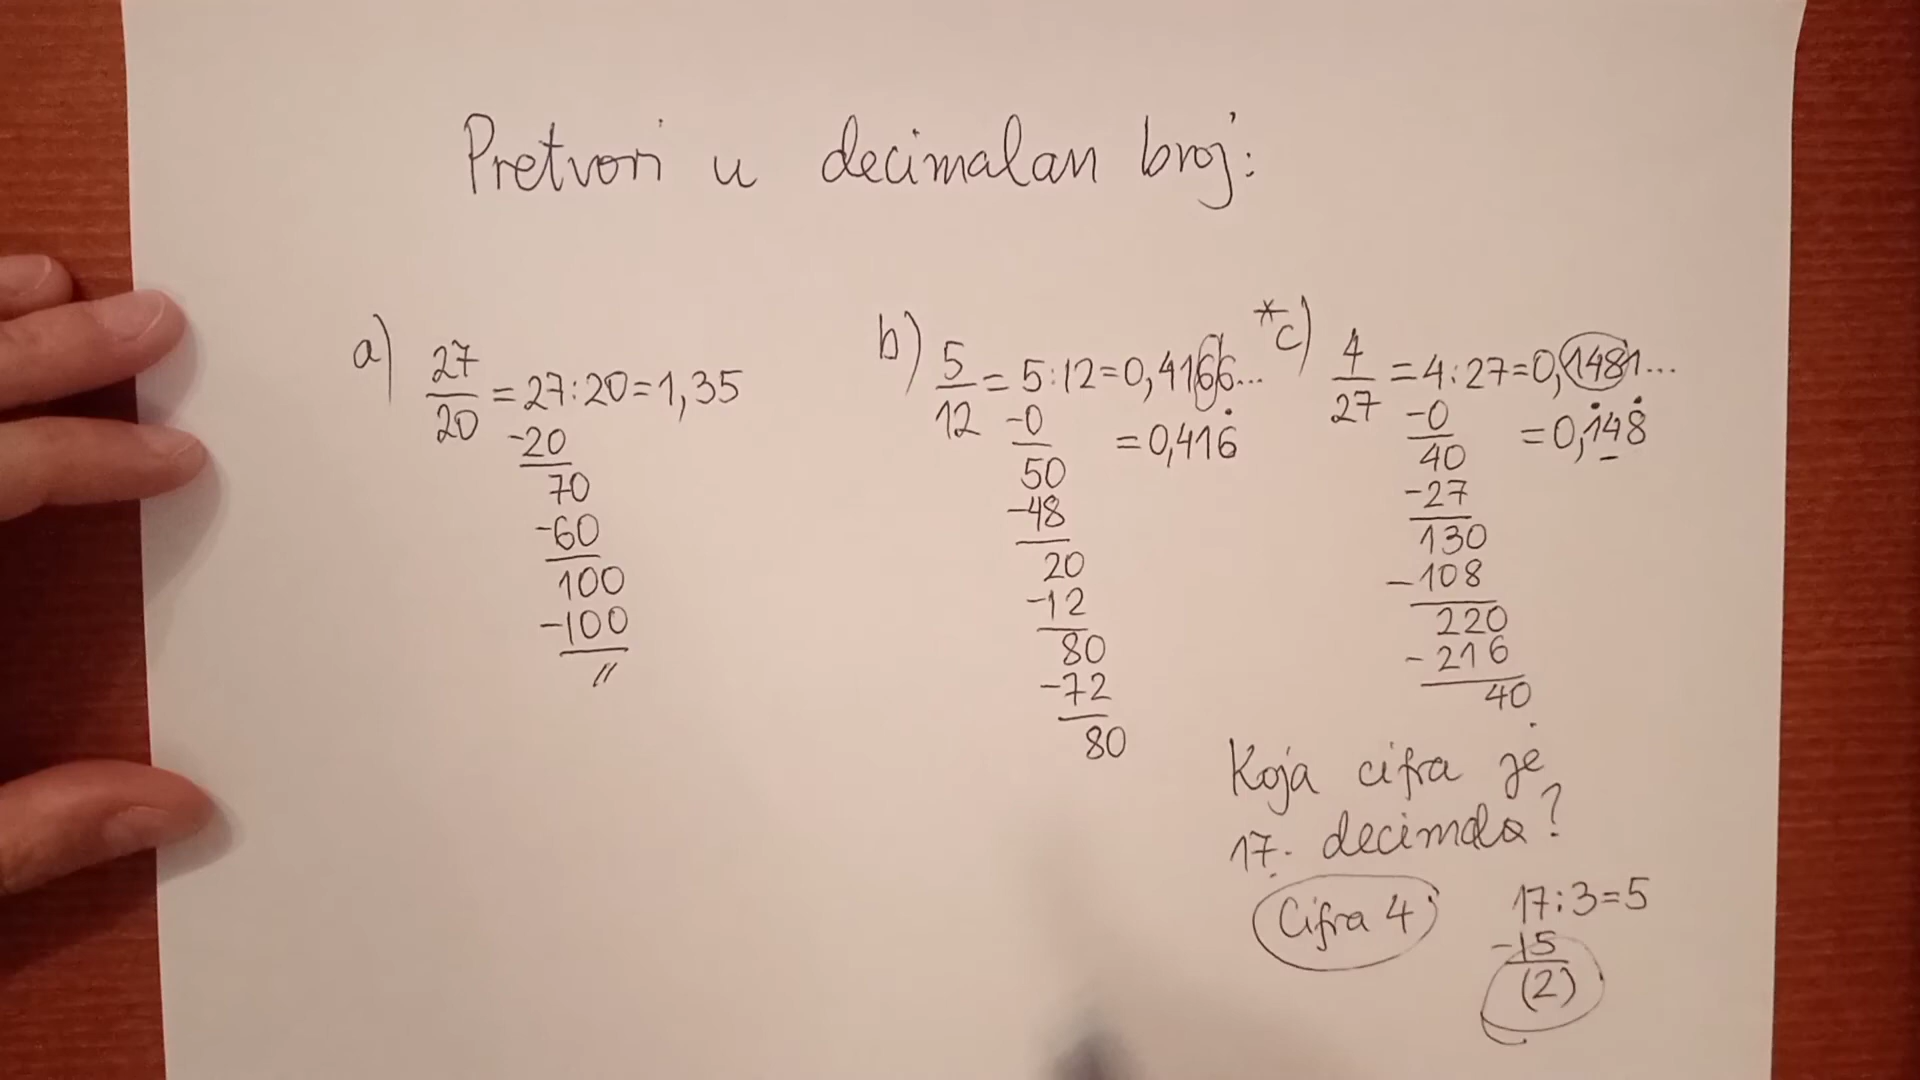 Pretvori u decimalan broj:
a) 27/20 = 27:20=1,35
-20
70
-60
100
-100
//
b) 5/12 = 5:12=0,4166...
-0 = 0,416̇
50
-48
20
-12
80
-72
80
*c) 4/27 = 4:27=0,1481...
-0 = 0,1̇48̇
40
-27
130
-108
220
-216
40
Koja cifra je
17. decimala?
Cifra 4
17:3=5
-15
(2)